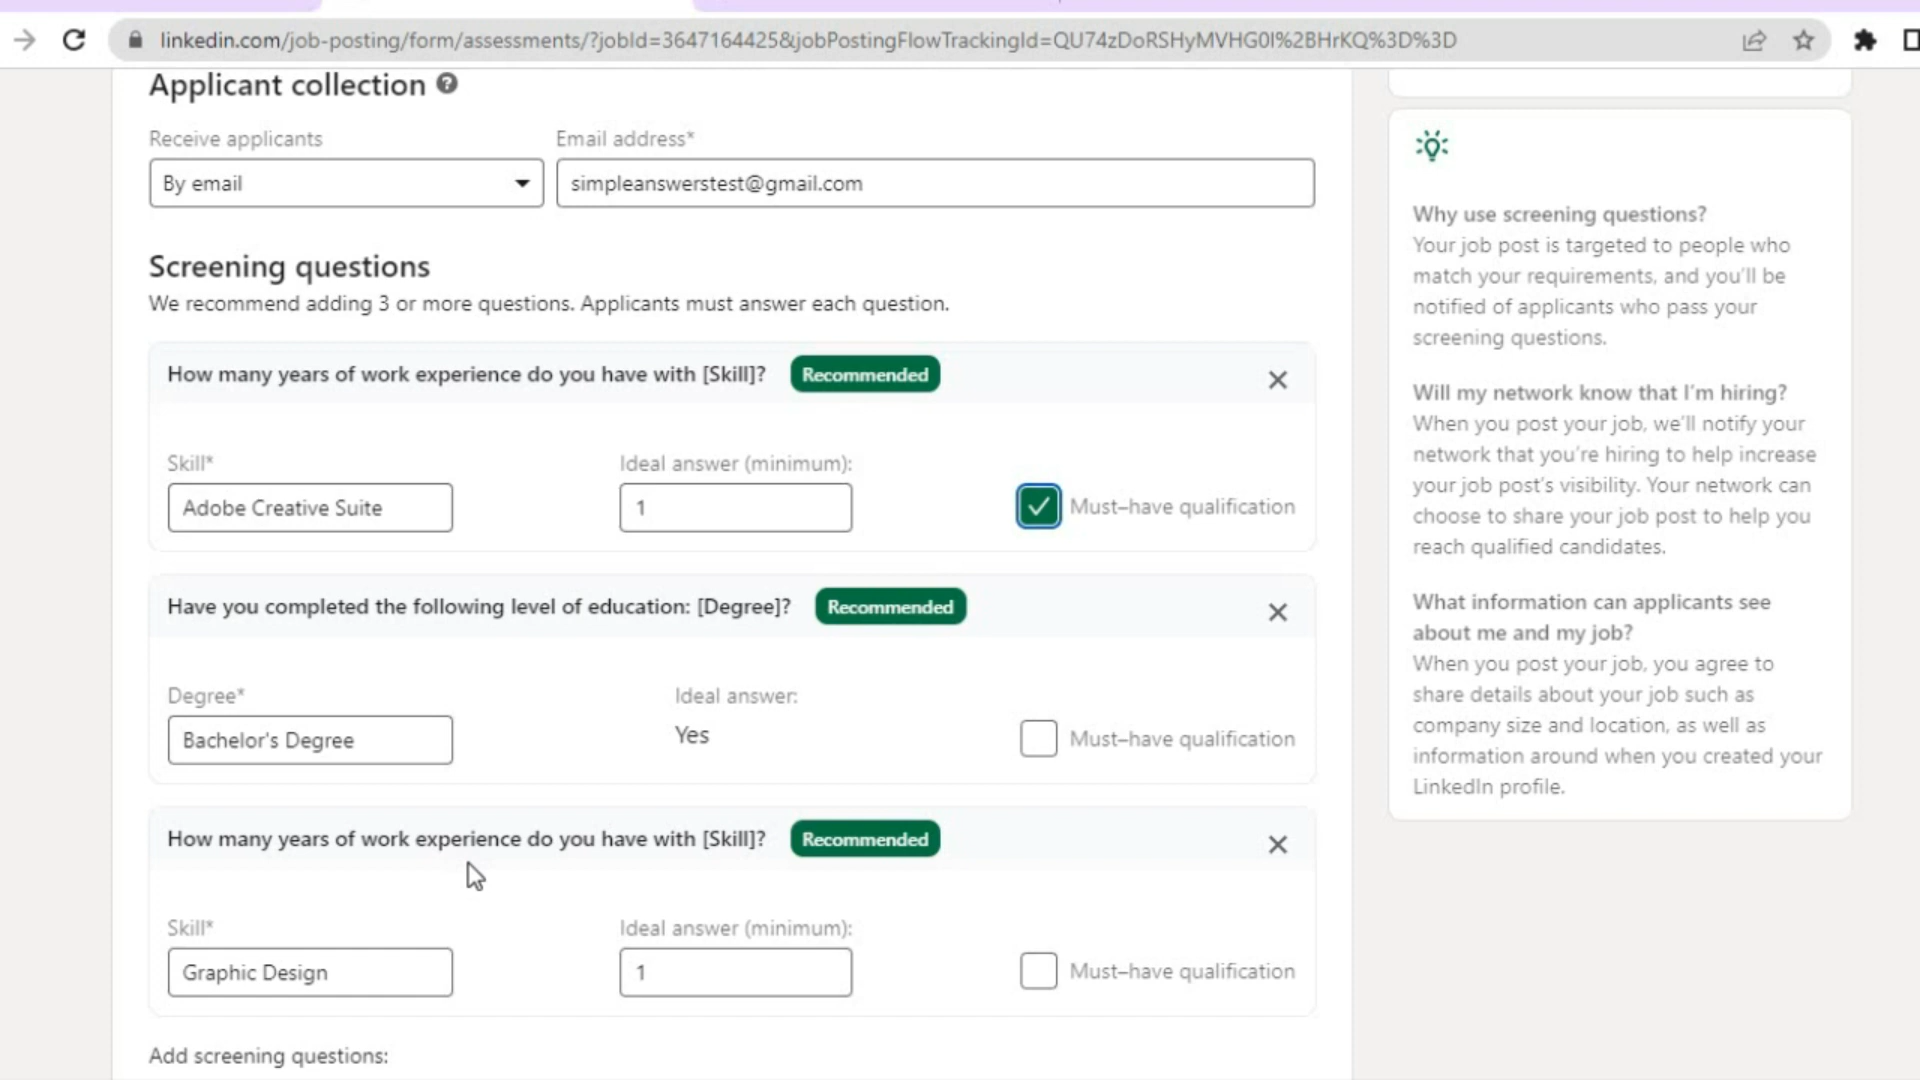 linkedin.com/job-posting/form/assessments/?jobId=3647164425&jobPostingFlowTrackingId=QU74zDoRSHyMVHG0I%2BHrKQ%3D%3D
Applicant collection
Receive applicants
Email address*
By email
simpleanswerstest@gmail.com
Screening questions
We recommend adding 3 or more questions. Applicants must answer each question.
How many years of work experience do you have with [Skill]?
Recommended
Skill*
Ideal answer (minimum):
Adobe Creative Suite
1
Must-have qualification
Have you completed the following level of education: [Degree]?
Recommended
Degree*
Ideal answer:
Bachelor's Degree
Yes
Must-have qualification
How many years of work experience do you have with [Skill]?
Recommended
Skill*
Ideal answer (minimum):
Graphic Design
1
Must-have qualification
Add screening questions:
Why use screening questions?
Your job post is targeted to people who
match your requirements, and you'll be
notified of applicants who pass your
screening questions.
Will my network know that I'm hiring?
When you post your job, we'll notify your
network that you're hiring to help increase
your job post's visibility. Your network can
choose to share your job post to help you
reach qualified candidates.
What information can applicants see
about me and my job?
When you post your job, you agree to
share details about your job such as
company size and location, as well as
information around when you created your
LinkedIn profile.